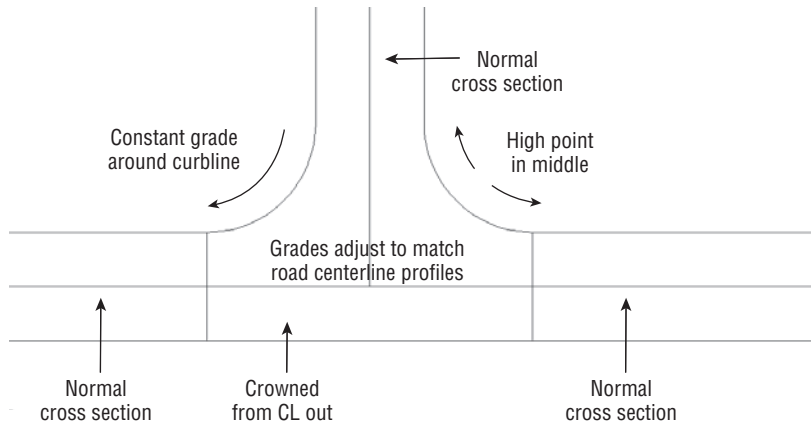 Normal
cross section
Constant grade
around curbline
High point
in middle
Grades adjust to match
road centerline profiles
Normal
cross section
Crowned
from CL out
Normal
cross section